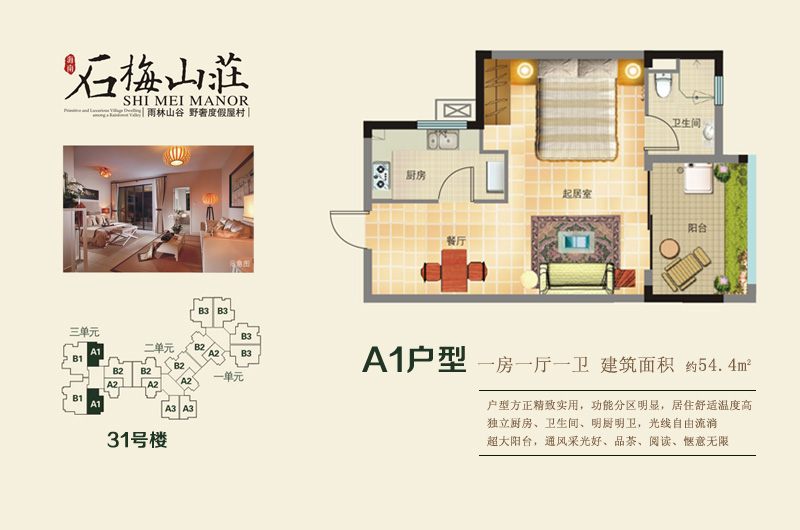 海南
石梅山莊
SHI MEI MANOR
Primitive and Luxurious Village Dwelling
among a Rainforest Valley
雨林山谷 野奢度假屋村
示意图
卫生间
厨房
起居室
阳台
餐厅
三单元
二单元
一单元
B3 B3
B3
B3
B1 A1
B2
A2
B2
A2
B2 B2
A2 A2
B1 A1
A3 A3
31号楼
A1户型 一房一厅一卫 建筑面积 约54.4m²
户型方正精致实用，功能分区明显，居住舒适温度高
独立厨房、卫生间、明厨明卫，光线自由流淌
超大阳台，通风采光好、品茶、阅读、惬意无限